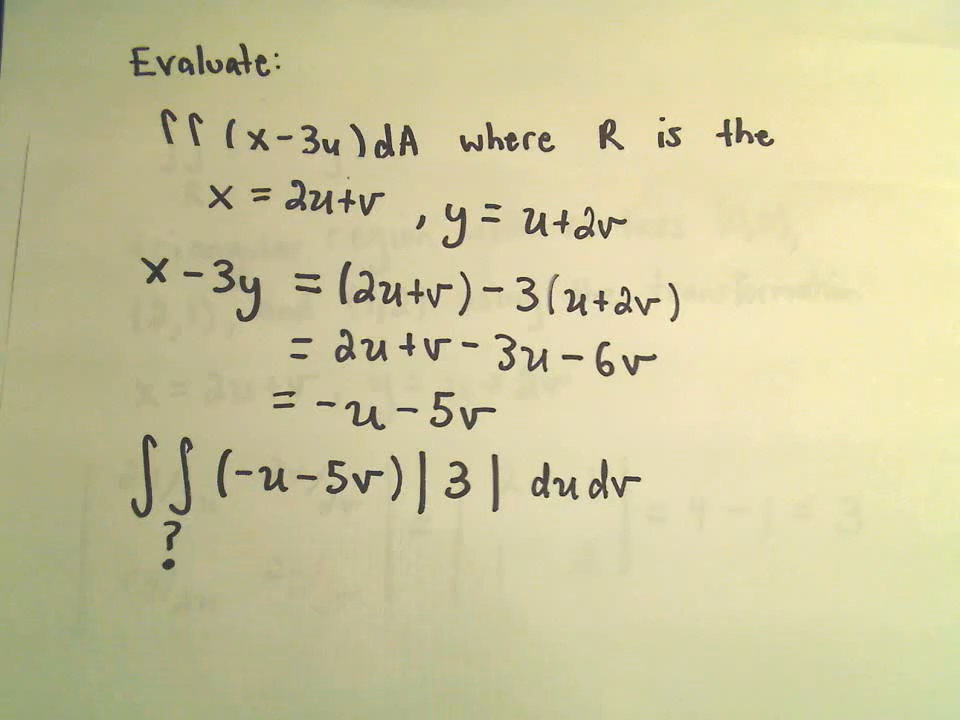 Evaluate:
∬ (x-3y) dA where R is the
x = 2u+v , y = u+2v
x - 3y = (2u+v) - 3(u+2v)
= 2u+v - 3u - 6v
= -u - 5v
∬ (-u-5v) | 3 | du dv
?